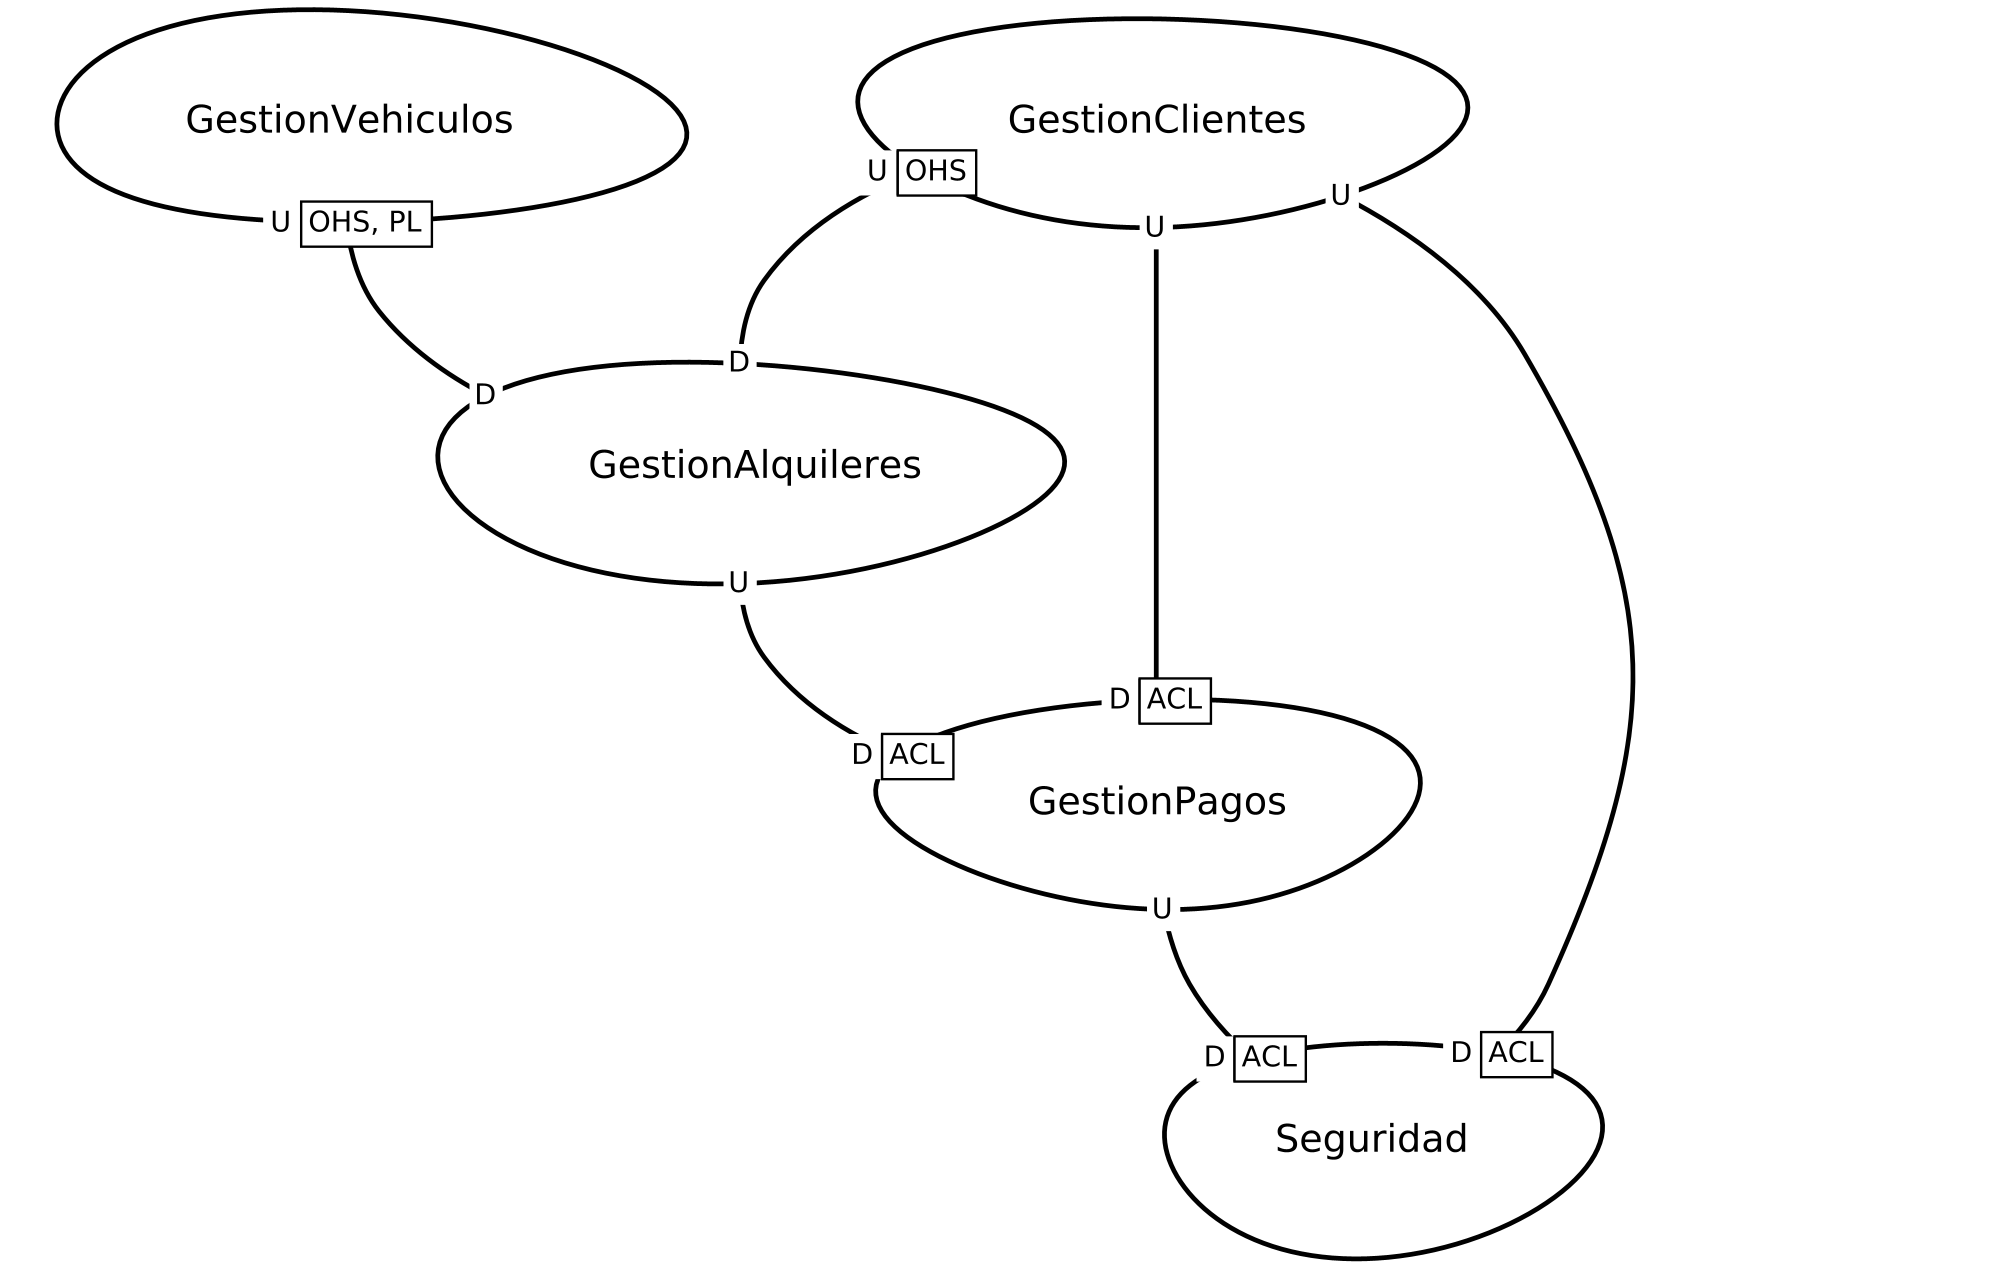 GestionVehiculos
GestionClientes
U OHS
U
U
U OHS, PL
D
D
GestionAlquileres
U
D ACL
D ACL
GestionPagos
U
D ACL
D ACL
Seguridad